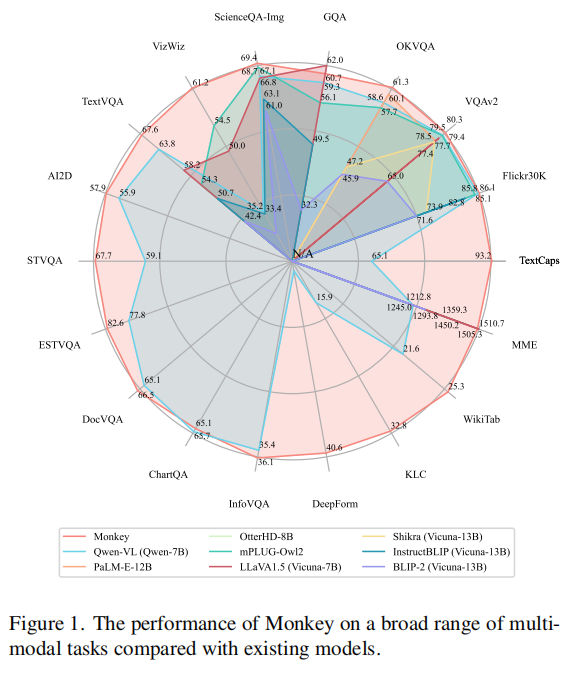 ScienceQA-Img
GQA
VizWiz
OKVQA
69.4
62.0
68.7
67.1
60.7
61.3
61.2
66.8
59.3
58.6
60.1
TextVQA
63.1
56.1
57.7
VQAv2
61.0
80.3
54.5
79.5
67.6
78.5
79.4
50.0
49.5
77.7
63.8
77.4
58.2
47.2
AI2D
54.3
45.9
65.0
Flickr30K
57.9
55.9
50.7
85.8
86.1
35.2
33.4
32.3
73.9
82.8
85.1
42.4
71.6
N/A
STVQA
67.7
59.1
65.1
93.2
TextCaps
15.9
1212.8
1245.0
1359.3
1293.8
ESTVQA
82.6
77.8
1450.2
1510.7
1505.3
MME
21.6
65.1
25.3
DocVQA
66.5
WikiTab
65.1
32.8
65.7
35.4
40.6
ChartQA
36.1
KLC
InfoVQA
DeepForm
Monkey
OtterHD-8B
Shikra (Vicuna-13B)
Qwen-VL (Qwen-7B)
mPLUG-Owl2
InstructBLIP (Vicuna-13B)
PaLM-E-12B
LLaVA1.5 (Vicuna-7B)
BLIP-2 (Vicuna-13B)
Figure 1. The performance of Monkey on a broad range of multi-
modal tasks compared with existing models.